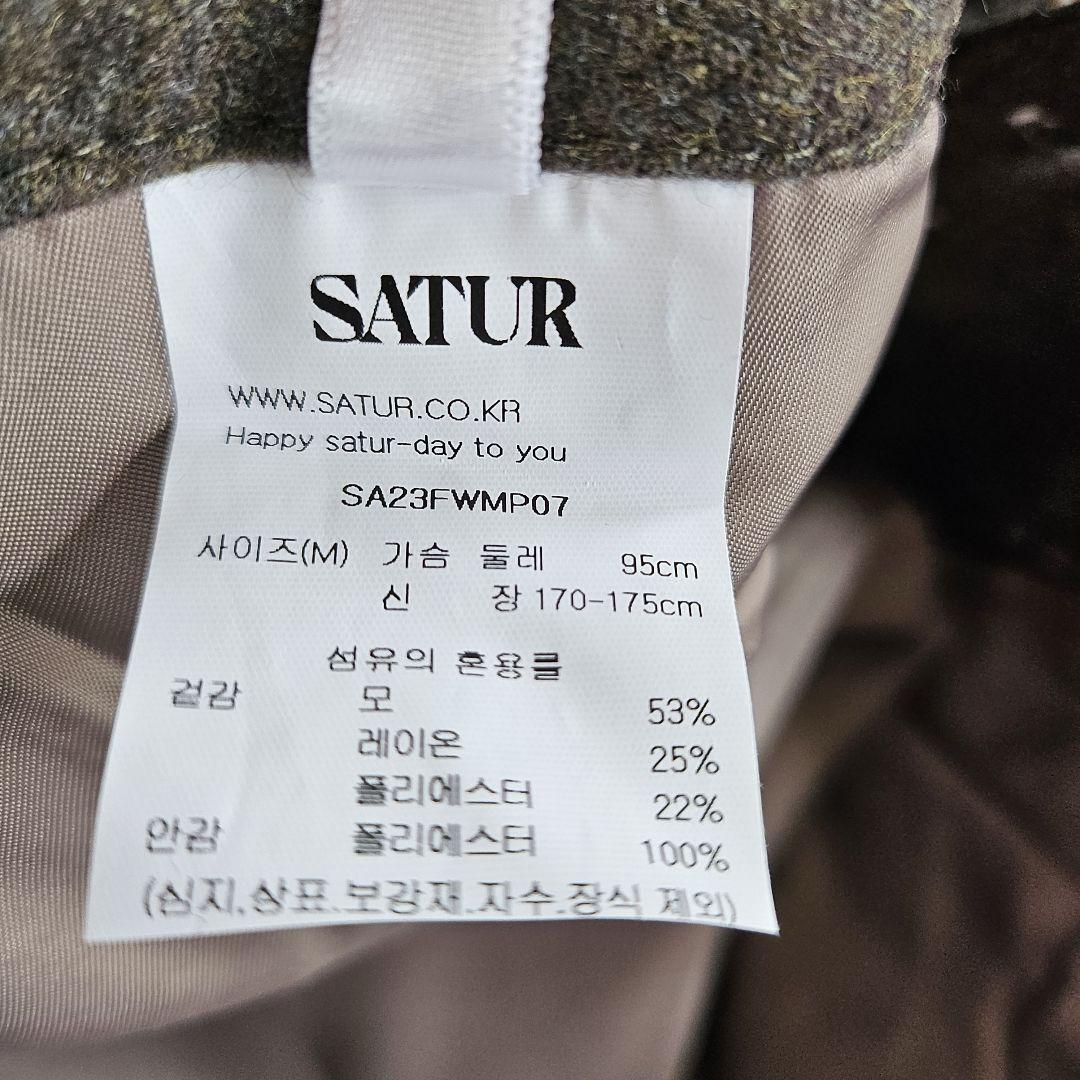 SATUR
WWW.SATUR.CO.KR
Happy satur-day to you
SA23FWMP07
사이즈(M) 가슴 둘레 95cm
신 장 170-175cm
섬유의 혼용률
겉감 모 53%
레이온 25%
폴리에스터 22%
안감 폴리에스터 100%
(심지.상표.보강재.자수.장식 제외)